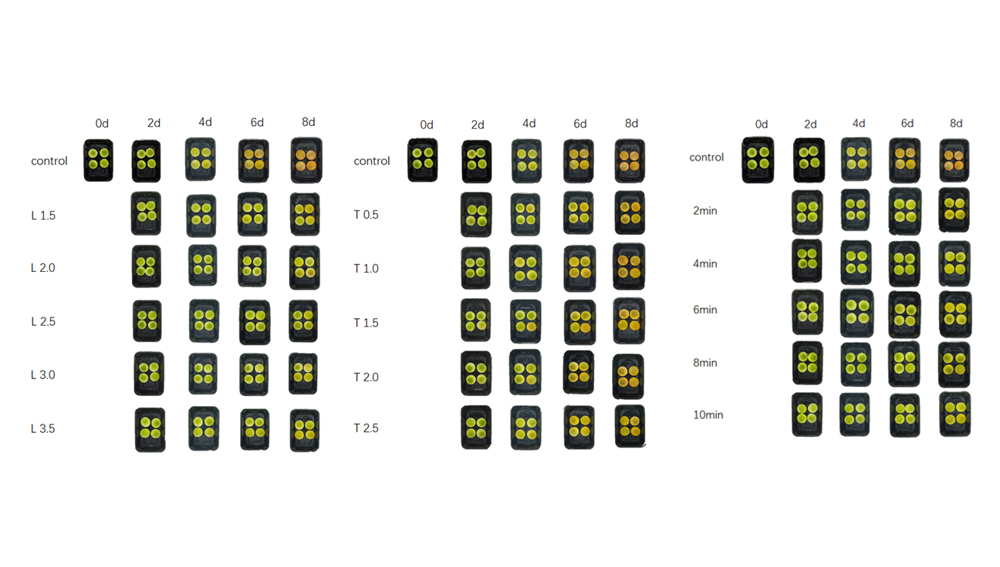 0d 2d 4d 6d 8d
control
L 1.5
L 2.0
L 2.5
L 3.0
L 3.5
0d 2d 4d 6d 8d
control
T 0.5
T 1.0
T 1.5
T 2.0
T 2.5
0d 2d 4d 6d 8d
control
2min
4min
6min
8min
10min